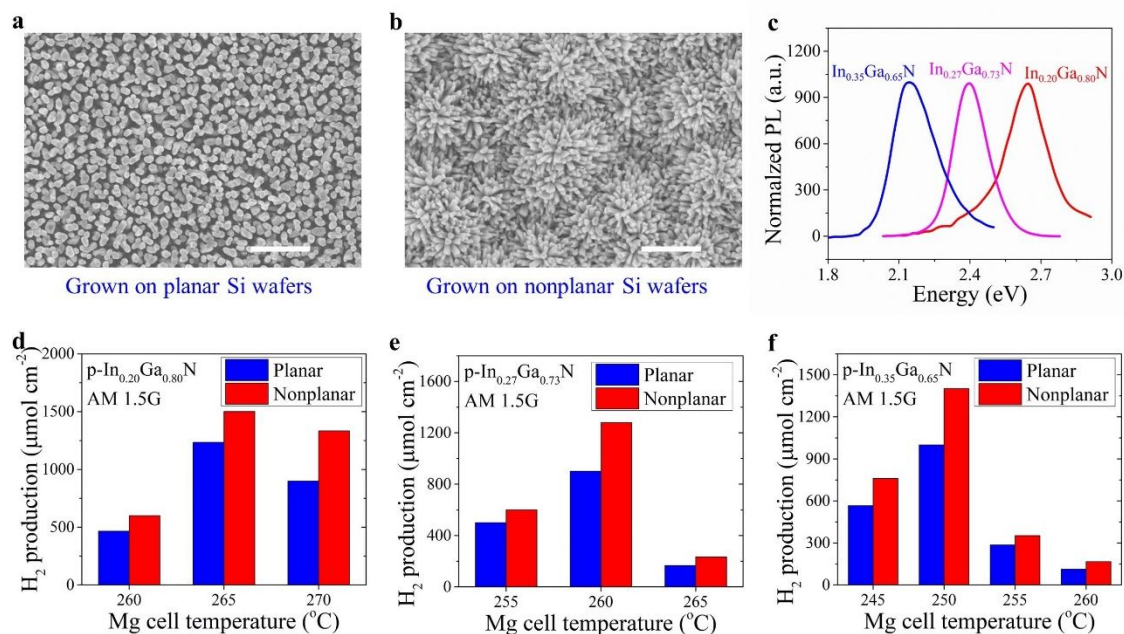 a
Grown on planar Si wafers
b
Grown on nonplanar Si wafers
c
Normalzed PL (a.u.)
1200
900
600
300
0
In₀.₃₅Ga₀.₆₅N
In₀.₂₇Ga₀.₇₃N
In₀.₂₀Ga₀.₈₀N
1.8 2.1 2.4 2.7 3.0
Energy (eV)
d
H₂ production (μmol cm⁻²)
2000
1500
1000
500
0
p-In₀.₂₀Ga₀.₈₀N
AM 1.5G
Planar
Nonplanar
260 265 270
Mg cell temperature (°C)
e
H₂ production (μmol cm⁻²)
1600
1200
800
400
0
p-In₀.₂₇Ga₀.₇₃N
AM 1.5G
Planar
Nonplanar
255 260 265
Mg cell temperature (°C)
f
H₂ production (μmol cm⁻²)
1500
1200
900
600
300
0
p-In₀.₃₅Ga₀.₆₅N
AM 1.5G
Planar
Nonplanar
245 250 255 260
Mg cell temperature (°C)